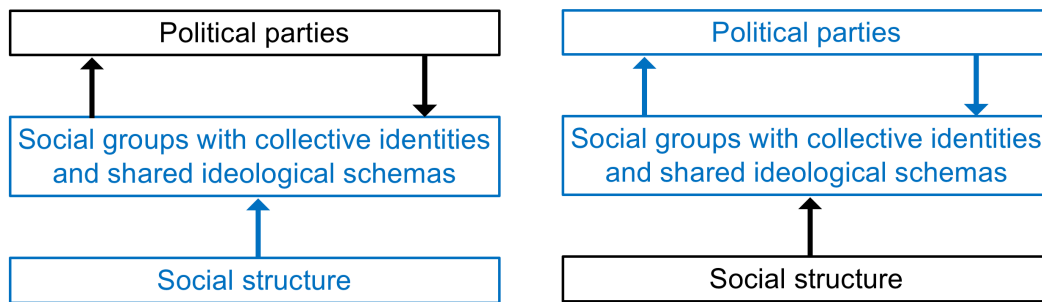 Political parties
Social groups with collective identities
and shared ideological schemas
Social structure
Political parties
Social groups with collective identities
and shared ideological schemas
Social structure